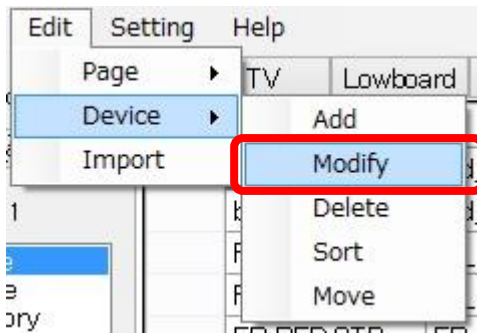 Edit Setting Help
Page TV Lowboard
Device Add
Import Modify
1 Delete
Sort
Move